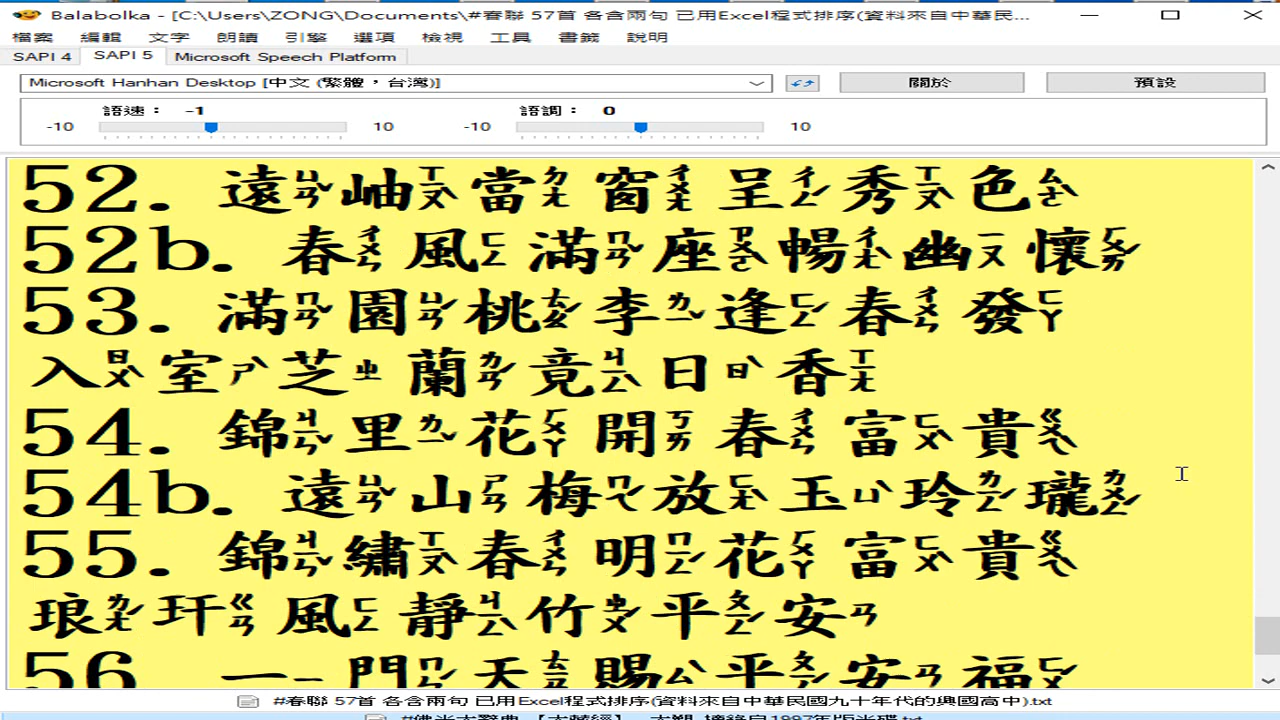 Balabolka - [C:\Users\ZONG\Documents\#春聯 57首 各含兩句 已用Excel程式排序(資料來自中華民...
檔案 編輯 文字 朗讀 引擎 選項 檢視 工具 書籤 說明
SAPI 4 SAPI 5 Microsoft Speech Platform
Microsoft Hanhan Desktop [中文 (繁體，台灣)] 關於 預設
語速： -1 語調： 0
-10 10 -10 10
52. 遠岫當窗呈秀色
52b. 春風滿座暢幽懷
53. 滿園桃李逢春發
入室芝蘭竟日香
54. 錦里花開春富貴
54b. 遠山梅放玉玲瓏
55. 錦繡春明花富貴
琅玕風靜竹平安
56 一門天賜平安福
#春聯 57首 各含兩句 已用Excel程式排序(資料來自中華民國九十年代的興國高中).txt